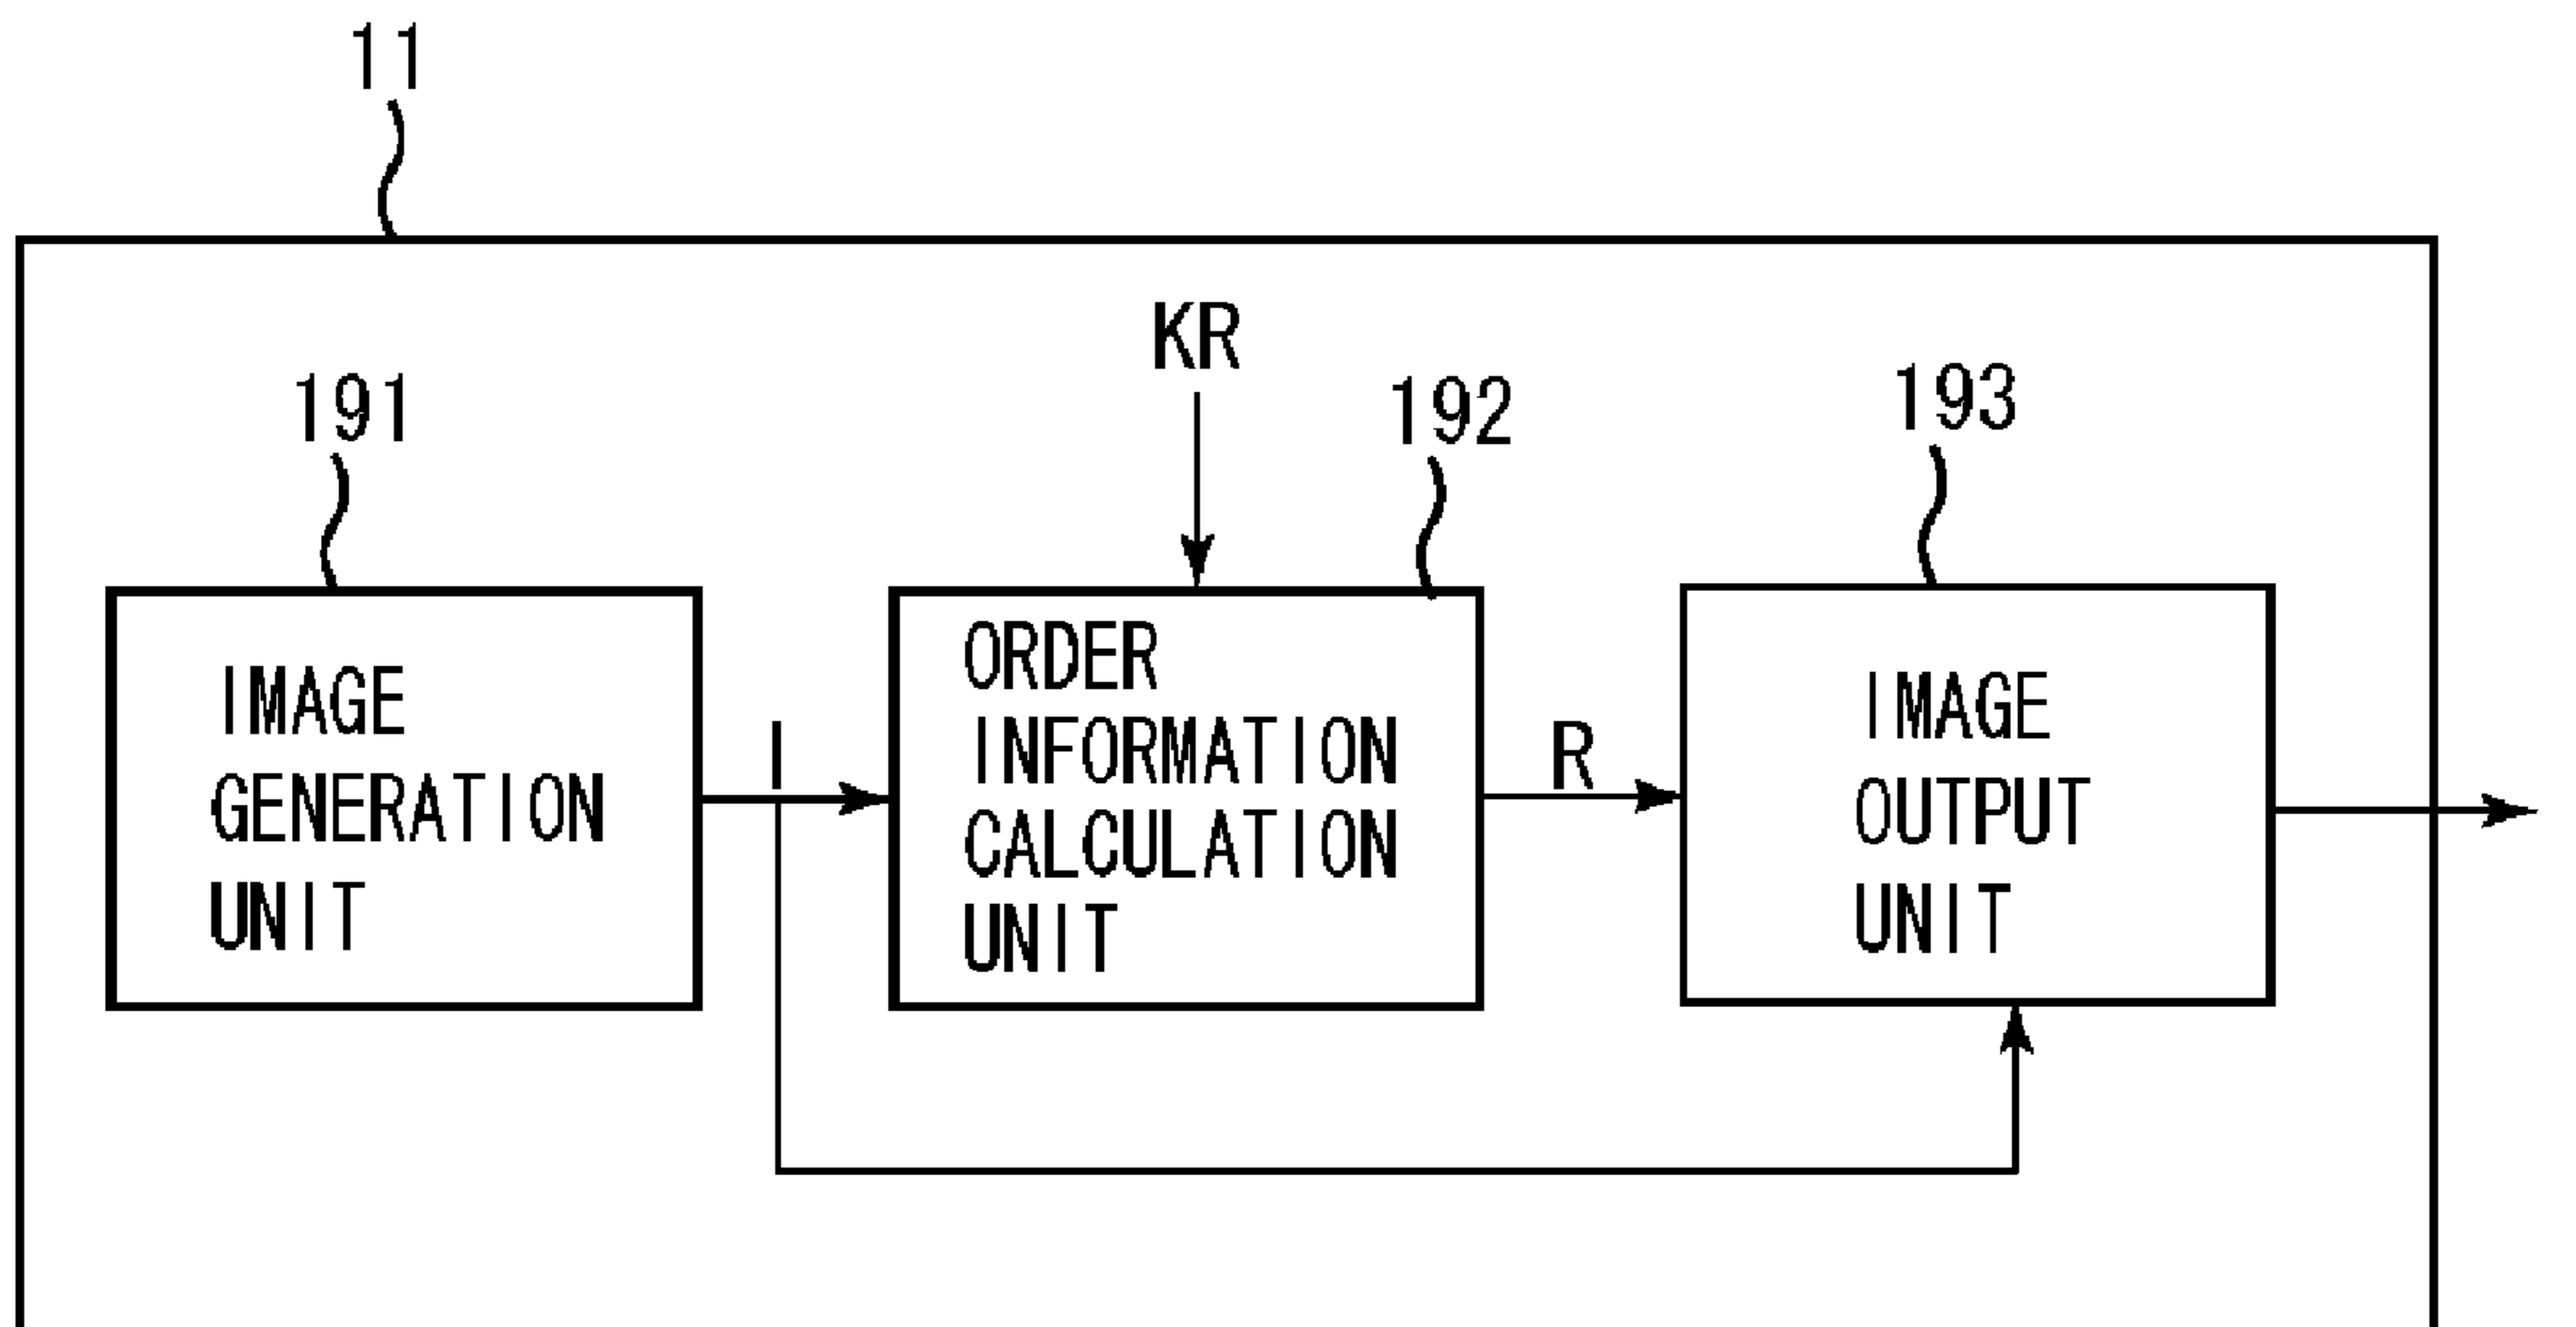 11
KR
191
192
193
IMAGE
GENERATION
UNIT
I
ORDER
INFORMATION
CALCULATION
UNIT
R
IMAGE
OUTPUT
UNIT